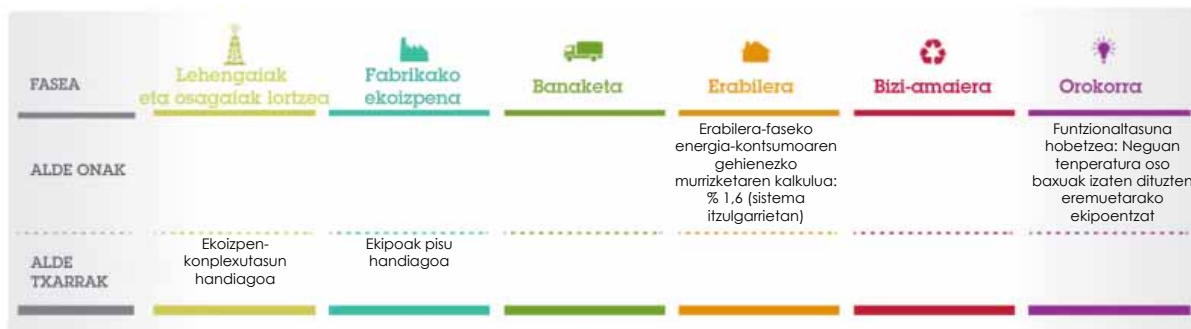 FASEA
Lehengaiak
eta osagaiak lortzea
Fabrikako
ekoizpena
Banaketa
Erabilera
Bizi-amaiera
Orokorra
ALDE ONAK
Erabilera-faseko
energia-kontsumoaren
gehienezko
murrizketaren kalkulua:
% 1,6 (sistema
itzulgarrietan)
Funtzionaltasuna
hobetzea: Neguan
tenperatura oso
baxuak izaten dituzten
eremuetarako
ekipoentzat
ALDE
TXARRAK
Ekoizpen-
konplexutasun
handiagoa
Ekipoak pisu
handiagoa